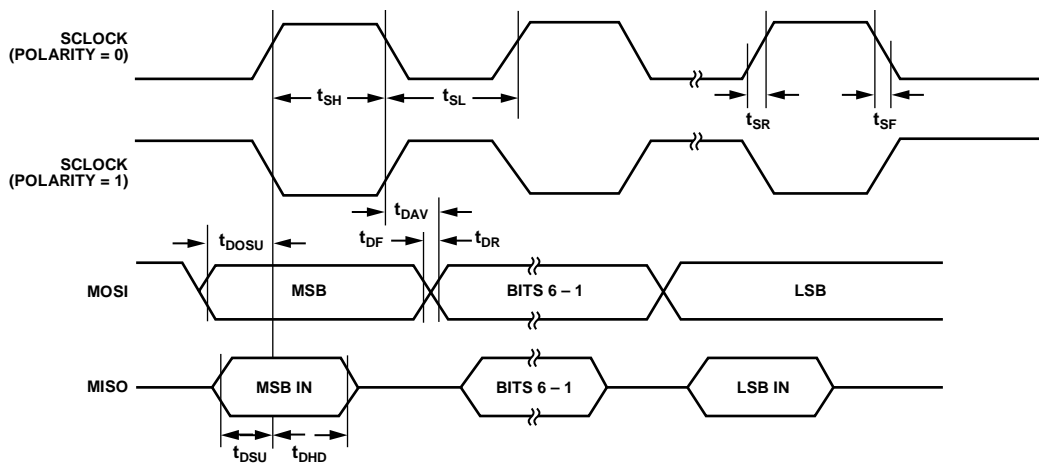 SCLOCK
(POLARITY = 0)
tSH
tSL
tSR
tSF
SCLOCK
(POLARITY = 1)
tDAV
tDOSU
tDF
tDR
MOSI
MSB
BITS 6 – 1
LSB
MISO
MSB IN
BITS 6 – 1
LSB IN
tDSU
tDHD